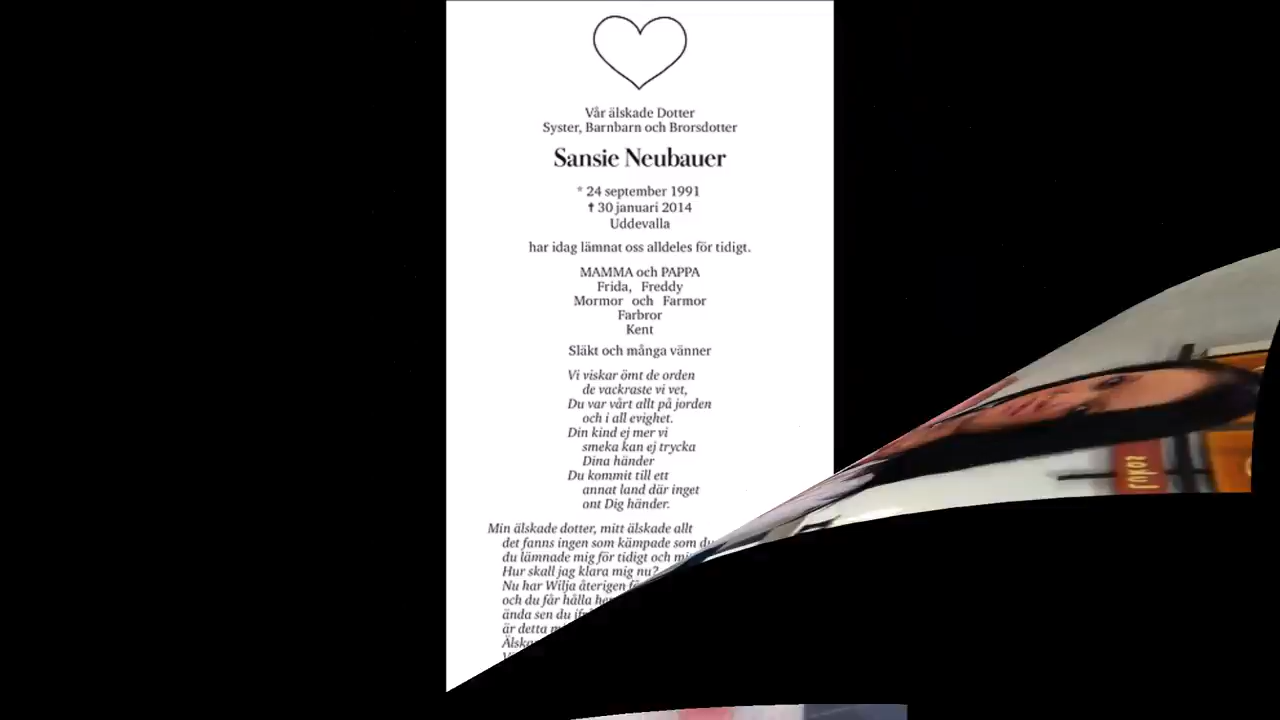 Vår älskade Dotter
Syster, Barnbarn och Brorsdotter
Sansie Neubauer
* 24 september 1991
✝ 30 januari 2014
Uddevalla
har idag lämnat oss alldeles för tidigt.
MAMMA och PAPPA
Frida, Freddy
Mormor och Farmor
Farbror
Kent
Släkt och många vänner
Vi viskar ömt de orden
de vackraste vi vet,
Du var vårt allt på jorden
och i all evighet.
Din kind ej mer vi
smeka kan ej trycka
Dina händer
Du kommit till ett
annat land där inget
ont Dig händer.
Min älskade dotter, mitt älskade allt
det fanns ingen som kämpade som du
du lämnade mig för tidigt och
Hur skall jag klara mig nu?
Nu har Wilja återigen
och du får hålla
ända sen du
är detta